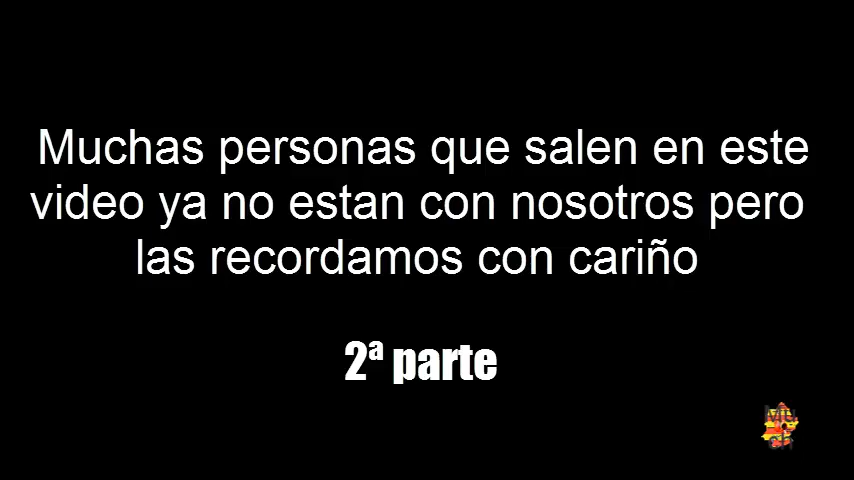 Muchas personas que salen en este
video ya no estan con nosotros pero
las recordamos con cariño
2ª parte